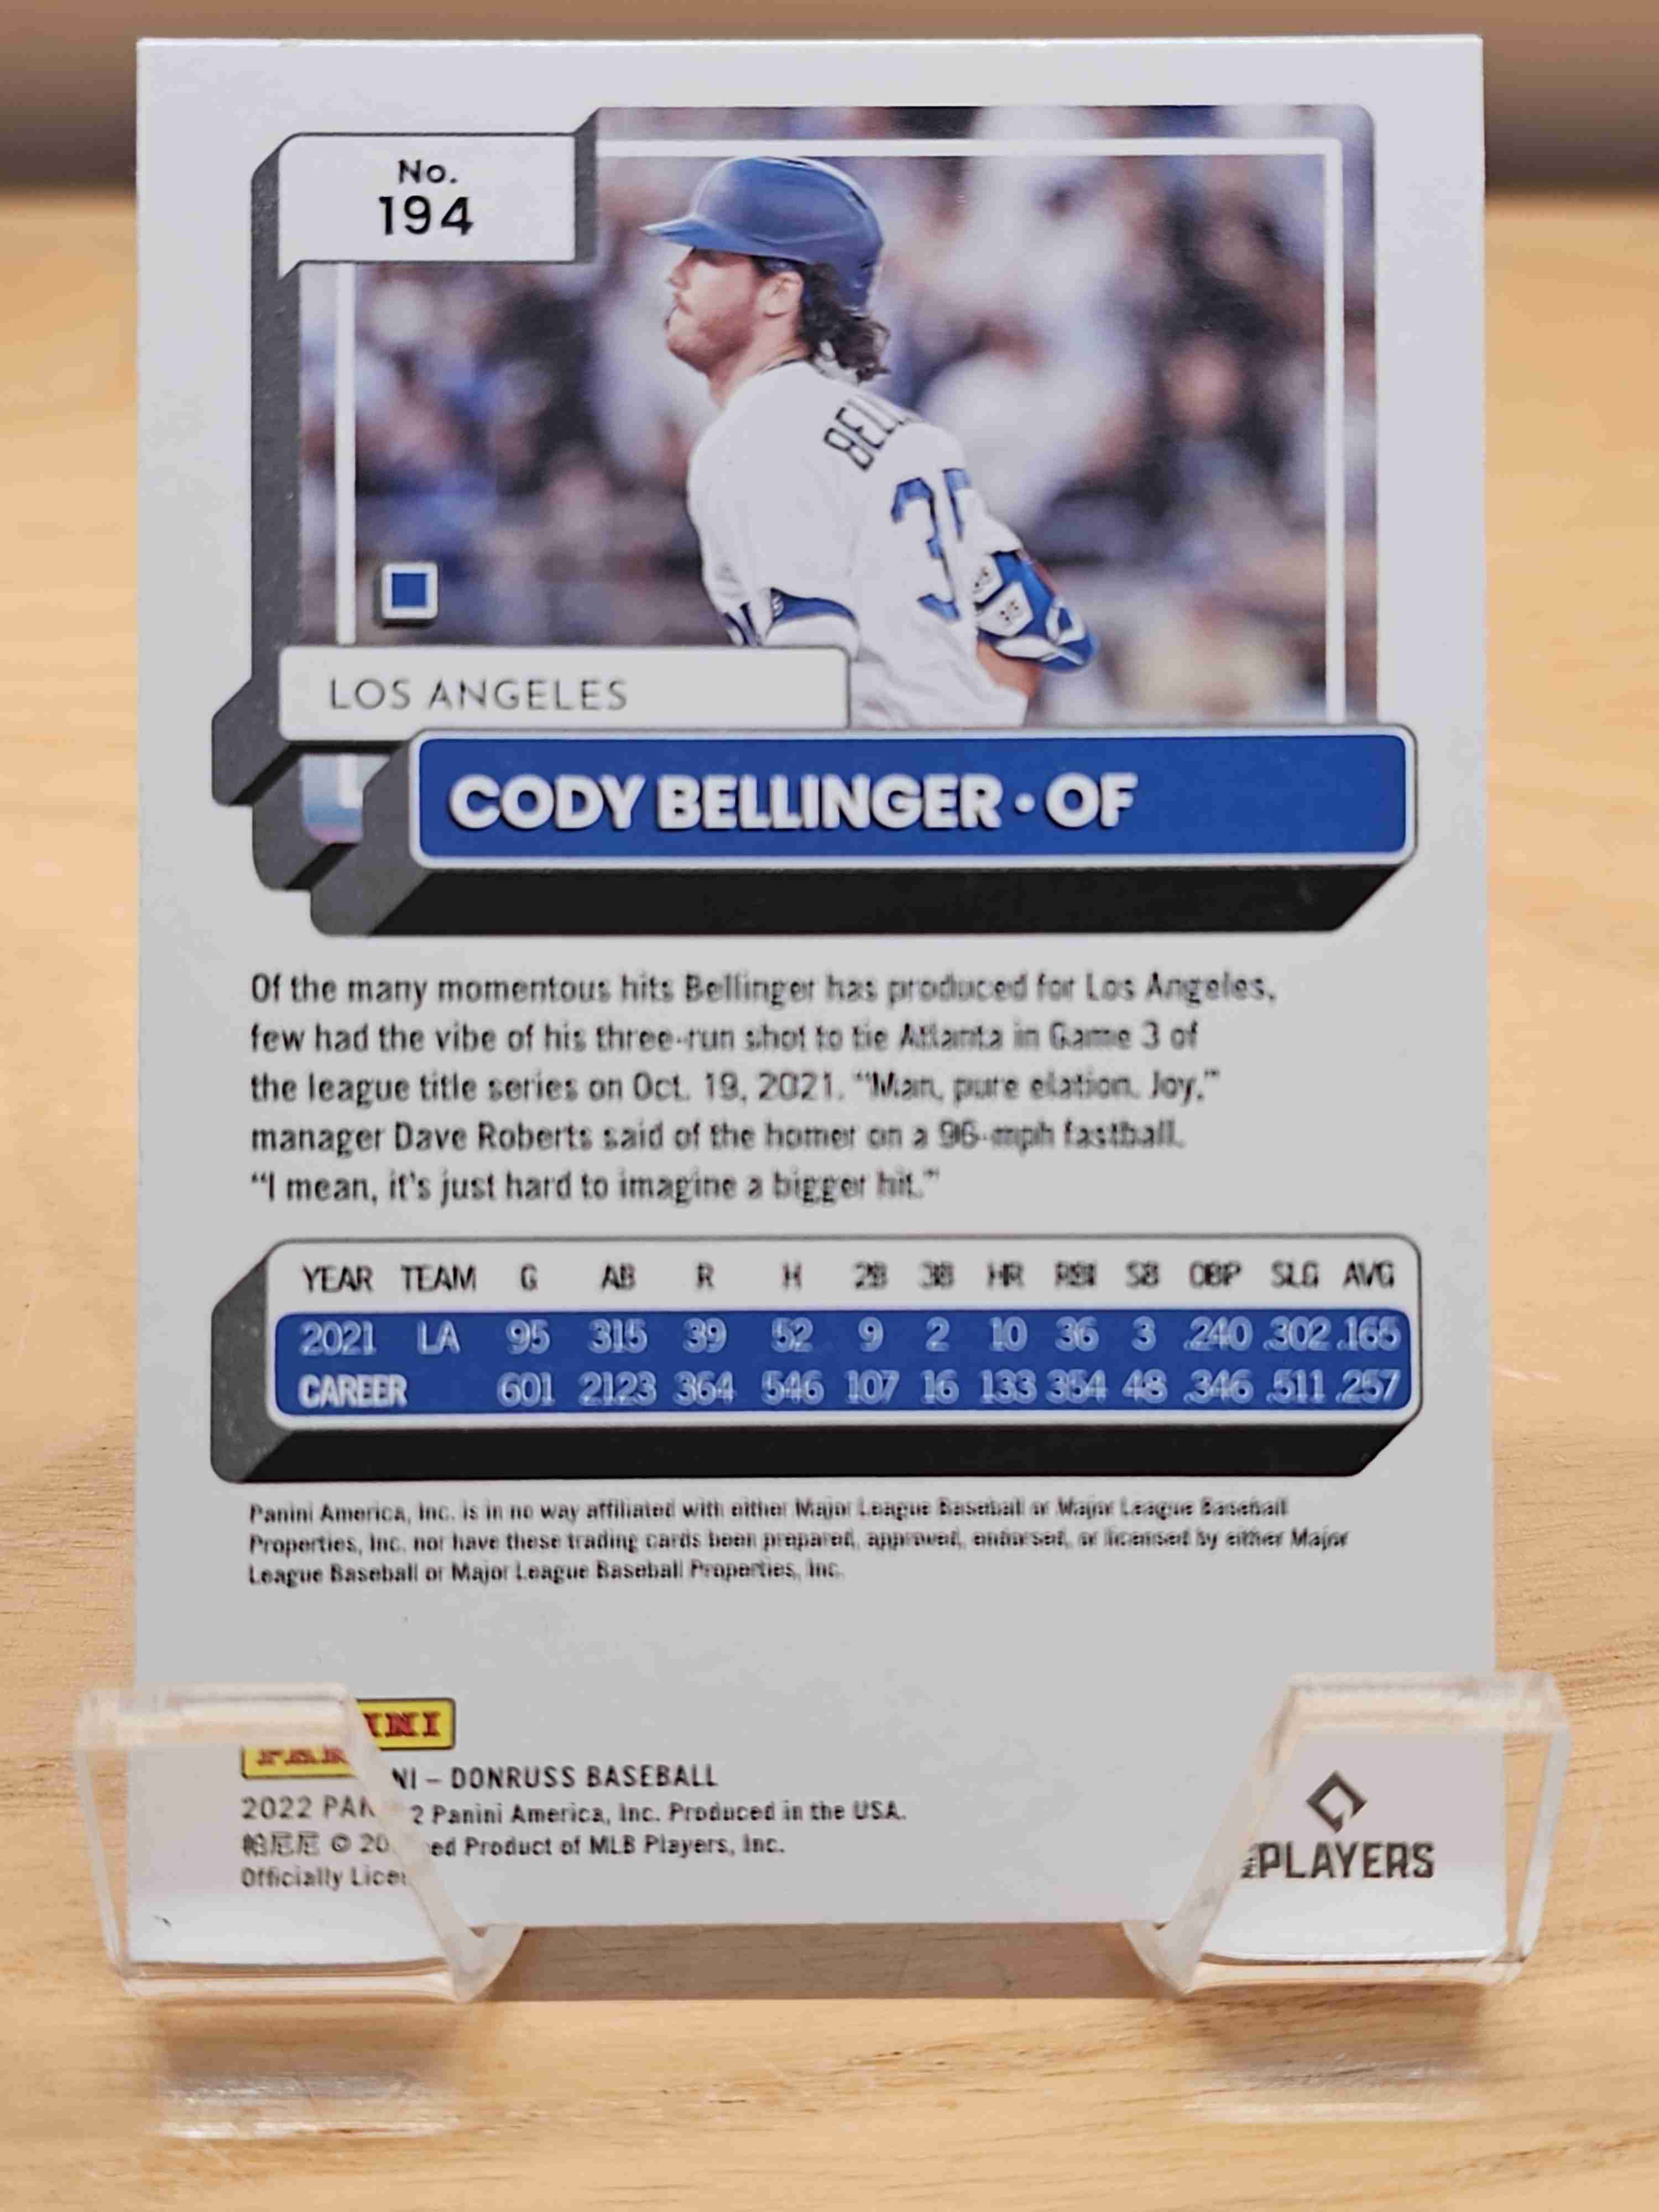 No.
194
BELL
35
LOS ANGELES
CODY BELLINGER • OF
Of the many momentous hits Bellinger has produced for Los Angeles,
few had the vibe of his three-run shot to tie Atlanta in Game 3 of
the league title series on Oct. 19, 2021. “Man, pure elation. Joy,”
manager Dave Roberts said of the homer on a 96-mph fastball.
“I mean, it's just hard to imagine a bigger hit.”
YEAR TEAM G AB R H 2B 3B HR RBI SB OBP SLG AVG
2021 LA 95 315 39 52 9 2 10 36 3 .240 .302 .165
CAREER 601 2123 364 546 107 16 133 354 48 .346 .511 .257
Panini America, Inc. is in no way affiliated with either Major League Baseball or Major League Baseball
Properties, Inc. nor have these trading cards been prepared, approved, endorsed, or licensed by either Major
League Baseball or Major League Baseball Properties, Inc.
PANINI
2022 PANINI – DONRUSS BASEBALL
帕尼尼 © 2022 Panini America, Inc. Produced in the USA.
Officially Licensed Product of MLB Players, Inc.
PLAYERS